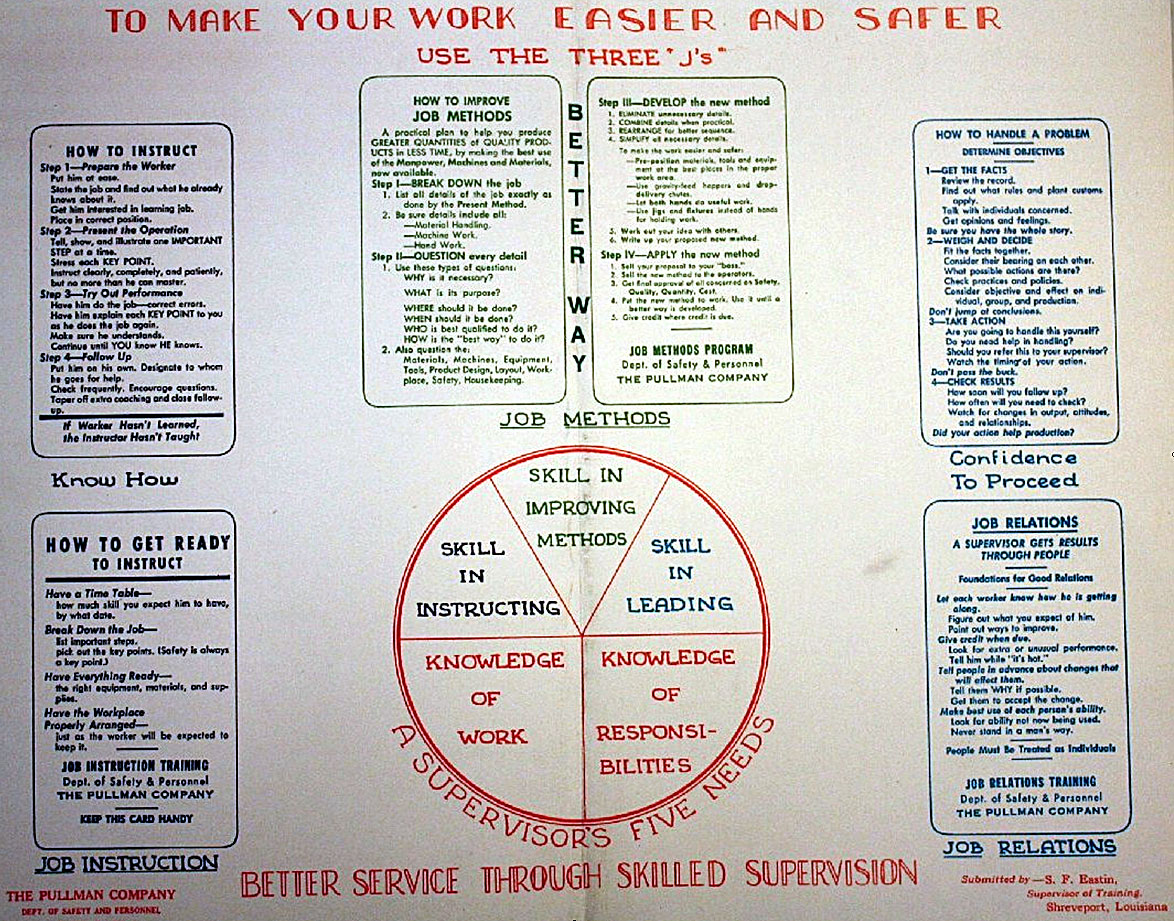 TO MAKE YOUR WORK EASIER AND SAFER
USE THE THREE "J's"
HOW TO INSTRUCT
Step 1—Prepare the Worker
Put him at ease.
State the job and find out what he already
knows about it.
Get him interested in learning job.
Place in correct position.
Step 2—Present the Operation
Tell, show, and illustrate one IMPORTANT
STEP at a time.
Stress each KEY POINT.
Instruct clearly, completely, and patiently,
but no more than he can master.
Step 3—Try Out Performance
Have him do the job—correct errors.
Have him explain each KEY POINT to you
as he does the job again.
Make sure he understands.
Continue until YOU know HE knows.
Step 4—Follow Up
Put him on his own. Designate to whom
he goes for help.
Check frequently. Encourage questions.
Taper off extra coaching and close follow-
up.
If Worker Hasn't Learned,
the Instructor Hasn't Taught
Know How
HOW TO GET READY
TO INSTRUCT
Have a Time Table—
how much skill you expect him to have,
by what date.
Break Down the Job—
list important steps.
pick out the key points. (Safety is always
a key point.)
Have Everything Ready—
the right equipment, materials, and sup-
plies.
Have the Workplace
Properly Arranged—
just as the worker will be expected to
keep it.
JOB INSTRUCTION TRAINING
Dept. of Safety & Personnel
THE PULLMAN COMPANY
KEEP THIS CARD HANDY
JOB INSTRUCTION
HOW TO IMPROVE
JOB METHODS
A practical plan to help you produce
GREATER QUANTITIES of QUALITY PROD-
UCTS in LESS TIME, by making the best use
of the Manpower, Machines and Materials,
now available.
Step I—BREAK DOWN the job
1. List all details of the job exactly as
done by the Present Method.
2. Be sure details include all:
—Material Handling.
—Machine Work.
—Hand Work.
Step II—QUESTION every detail
1. Use these types of questions:
WHY is it necessary?
WHAT is its purpose?
WHERE should it be done?
WHEN should it be done?
WHO is best qualified to do it?
HOW is the "best way" to do it?
2. Also question the:
Materials, Machines, Equipment,
Tools, Product Design, Layout, Work-
place, Safety, Housekeeping.
BETTER WAY
Step III—DEVELOP the new method
1. ELIMINATE unnecessary details.
2. COMBINE details when practical.
3. REARRANGE for better sequence.
4. SIMPLIFY all necessary details.
To make the work easier and safer:
—Pre-position materials, tools and equip-
ment at the best places in the proper
work area.
—Use gravity-feed hoppers and drop-
delivery chutes.
—Let both hands do useful work.
—Use jigs and fixtures instead of hands
for holding work.
5. Work out your idea with others.
6. Write up your proposed new method.
Step IV—APPLY the new method
1. Sell your proposal to your "boss."
2. Sell the new method to the operators.
3. Get final approval of all concerned on Safety,
Quality, Quantity, Cost.
4. Put the new method to work. Use it until a
better way is developed.
5. Give credit where credit is due.
JOB METHODS PROGRAM
Dept. of Safety & Personnel
THE PULLMAN COMPANY
JOB METHODS
SKILL IN
IMPROVING
METHODS
SKILL
IN
INSTRUCTING
SKILL
IN
LEADING
KNOWLEDGE
OF
WORK
KNOWLEDGE
OF
RESPONSI-
BILITIES
A SUPERVISOR'S FIVE NEEDS
HOW TO HANDLE A PROBLEM
DETERMINE OBJECTIVES
1—GET THE FACTS
Review the record.
Find out what rules and plant customs
apply.
Talk with individuals concerned.
Get opinions and feelings.
Be sure you have the whole story.
2—WEIGH AND DECIDE
Fit the facts together.
Consider their bearing on each other.
What possible actions are there?
Check practices and policies.
Consider objective and effect on indi-
vidual, group, and production.
Don't jump at conclusions.
3—TAKE ACTION
Are you going to handle this yourself?
Do you need help in handling?
Should you refer this to your supervisor?
Watch the timing of your action.
Don't pass the buck.
4—CHECK RESULTS
How soon will you follow up?
How often will you need to check?
Watch for changes in output, attitudes,
and relationships.
Did your action help production?
Confidence
To Proceed
JOB RELATIONS
A SUPERVISOR GETS RESULTS
THROUGH PEOPLE
Foundations for Good Relations
Let each worker know how he is getting
along.
Figure out what you expect of him.
Point out ways to improve.
Give credit when due.
Look for extra or unusual performance.
Tell him while "it's hot."
Tell people in advance about changes that
will affect them.
Tell them WHY if possible.
Get them to accept the change.
Make best use of each person's ability.
Look for ability not now being used.
Never stand in a man's way.
People Must Be Treated as Individuals
JOB RELATIONS TRAINING
Dept. of Safety & Personnel
THE PULLMAN COMPANY
JOB RELATIONS
BETTER SERVICE THROUGH SKILLED SUPERVISION
THE PULLMAN COMPANY
DEPT. OF SAFETY AND PERSONNEL
Submitted by—S. F. Eastin,
Supervisor of Training,
Shreveport, Louisiana